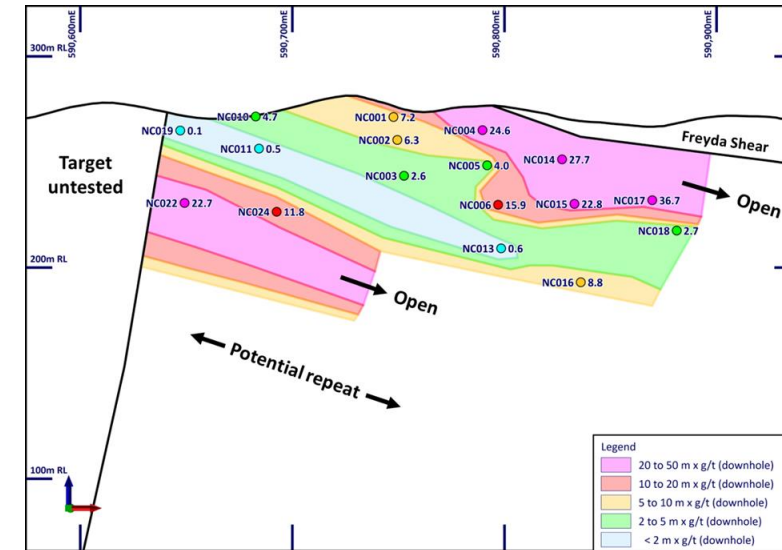 590,600mE
590,700mE
590,800mE
590,900mE
300m RL
NC010 4.7
NC001 7.2
NC019 0.1
NC004 24.6
NC002 6.3
Freyda Shear
NC011 0.5
Target
untested
NC014 27.7
NC005 4.0
NC003 2.6
NC022 22.7
NC024 11.8
NC006 15.9
NC015 22.8
NC017 36.7
Open
NC018 2.7
NC013 0.6
200m RL
NC016 8.8
Open
Potential repeat
100m RL
Legend
20 to 50 m x g/t (downhole)
10 to 20 m x g/t (downhole)
5 to 10 m x g/t (downhole)
2 to 5 m x g/t (downhole)
< 2 m x g/t (downhole)